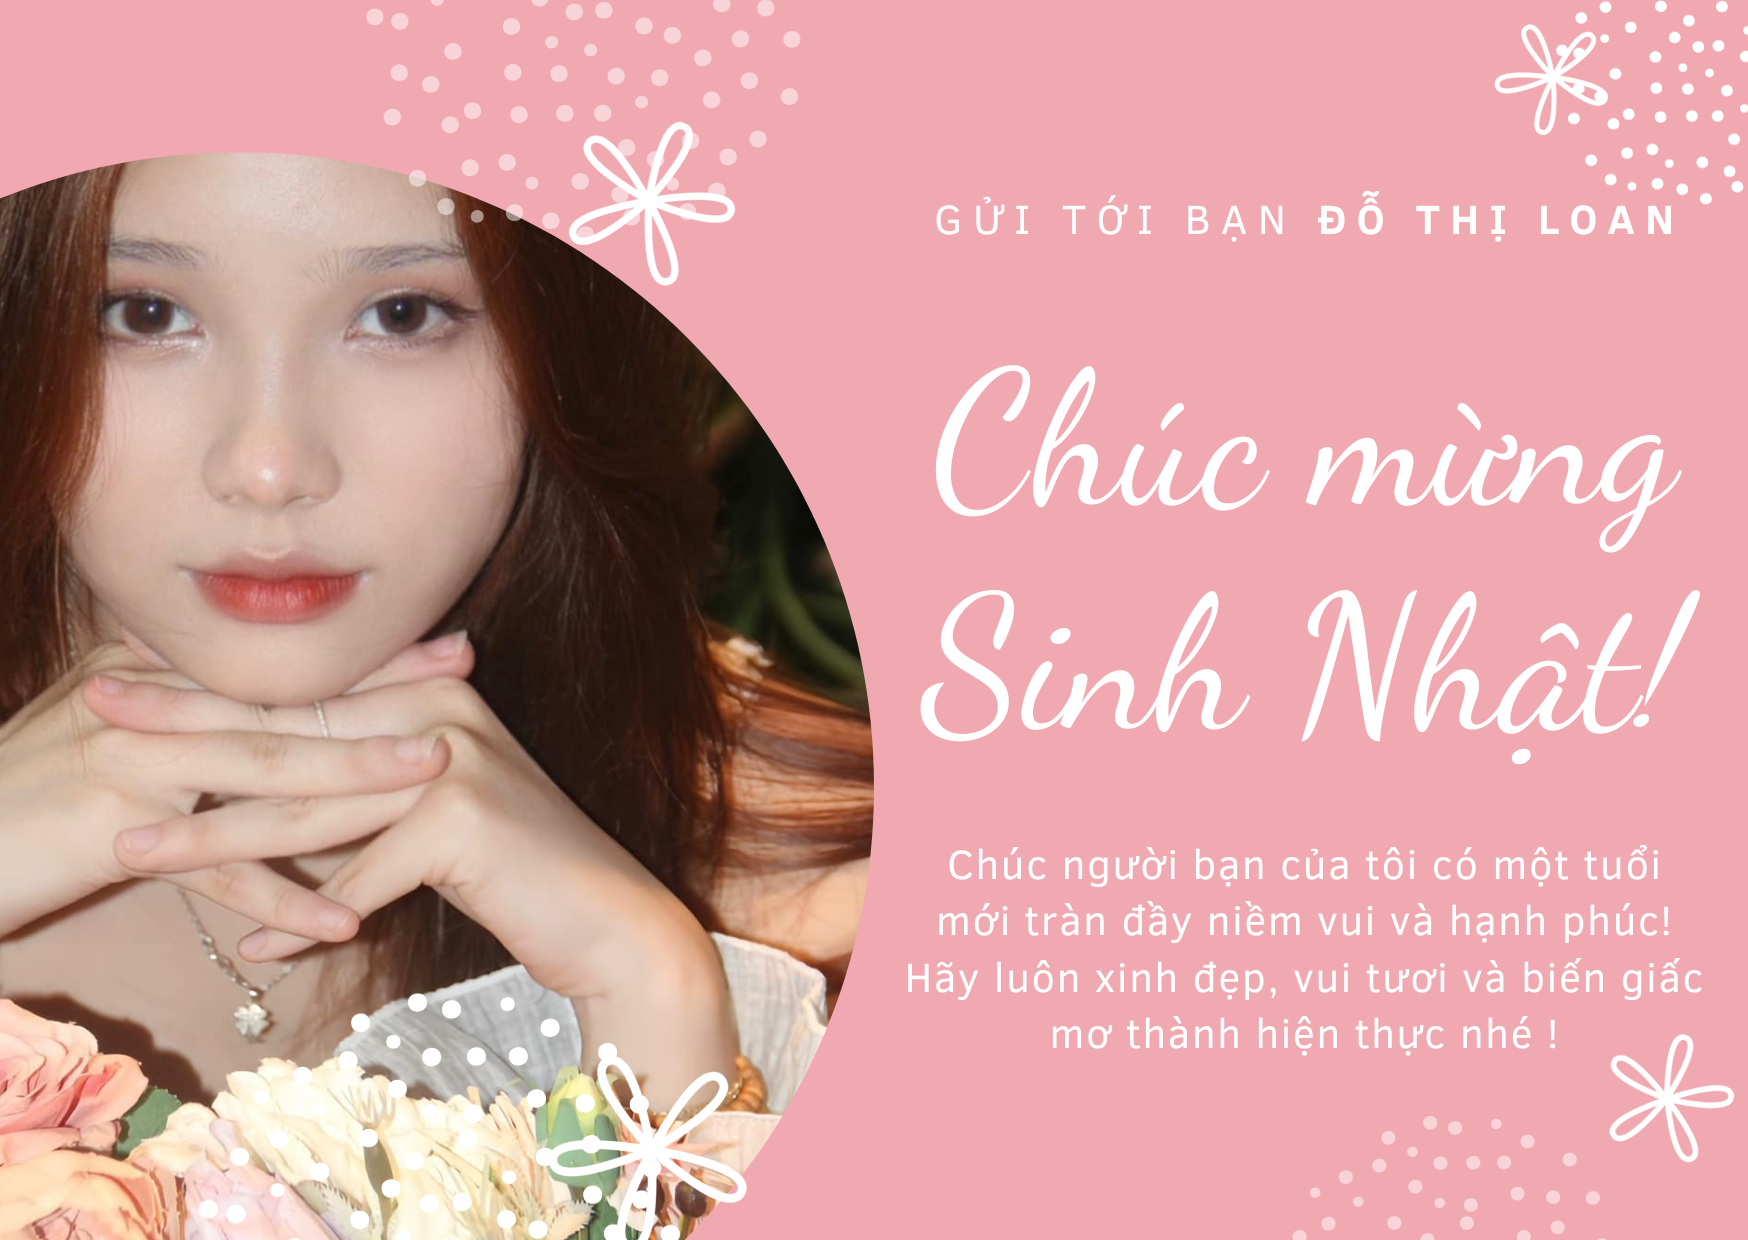 GỬI TỚI BẠN ĐỖ THỊ LOAN
Chúc mừng
Sinh Nhật!
Chúc người bạn của tôi có một tuổi
mới tràn đầy niềm vui và hạnh phúc!
Hãy luôn xinh đẹp, vui tươi và biến giấc
mơ thành hiện thực nhé !